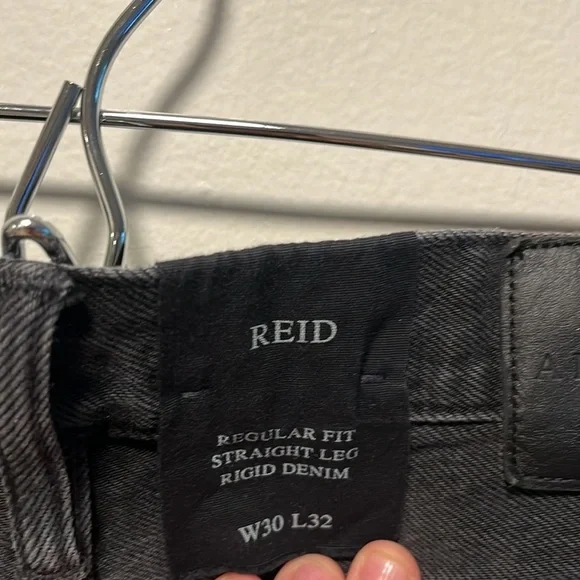 REID
REGULAR FIT
STRAIGHT LEG
RIGID DENIM
W30 L32